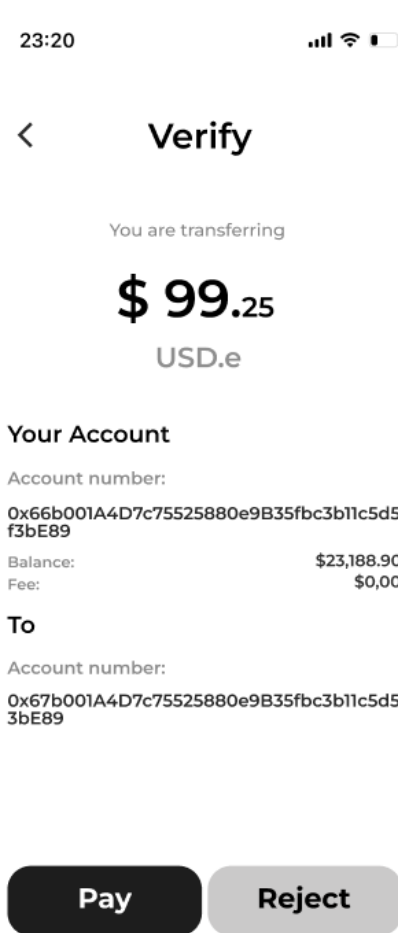 23:20
Verify
You are transferring
$ 99.25
USD.e
Your Account
Account number:
0x66b001A4D7c75525880e9B35fbc3b11c5d5
f3bE89
Balance: $23,188.90
Fee: $0,00
To
Account number:
0x67b001A4D7c75525880e9B35fbc3b11c5d5
3bE89
Pay Reject